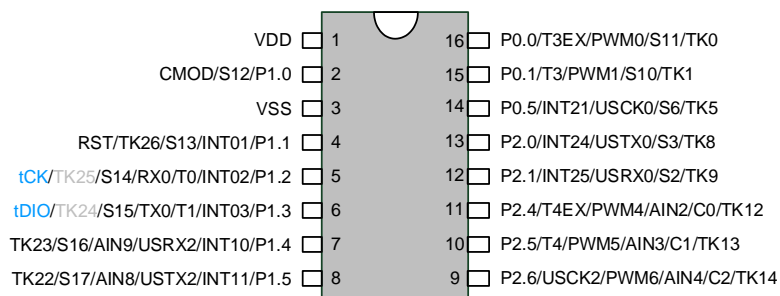 VDD 1 16 P0.0/T3EX/PWM0/S11/TK0
CMOD/S12/P1.0 2 15 P0.1/T3/PWM1/S10/TK1
VSS 3 14 P0.5/INT21/USCK0/S6/TK5
RST/TK26/S13/INT01/P1.1 4 13 P2.0/INT24/USTX0/S3/TK8
tCK/TK25/S14/RX0/T0/INT02/P1.2 5 12 P2.1/INT25/USRX0/S2/TK9
tDIO/TK24/S15/TX0/T1/INT03/P1.3 6 11 P2.4/T4EX/PWM4/AIN2/C0/TK12
TK23/S16/AIN9/USRX2/INT10/P1.4 7 10 P2.5/T4/PWM5/AIN3/C1/TK13
TK22/S17/AIN8/USTX2/INT11/P1.5 8 9 P2.6/USCK2/PWM6/AIN4/C2/TK14